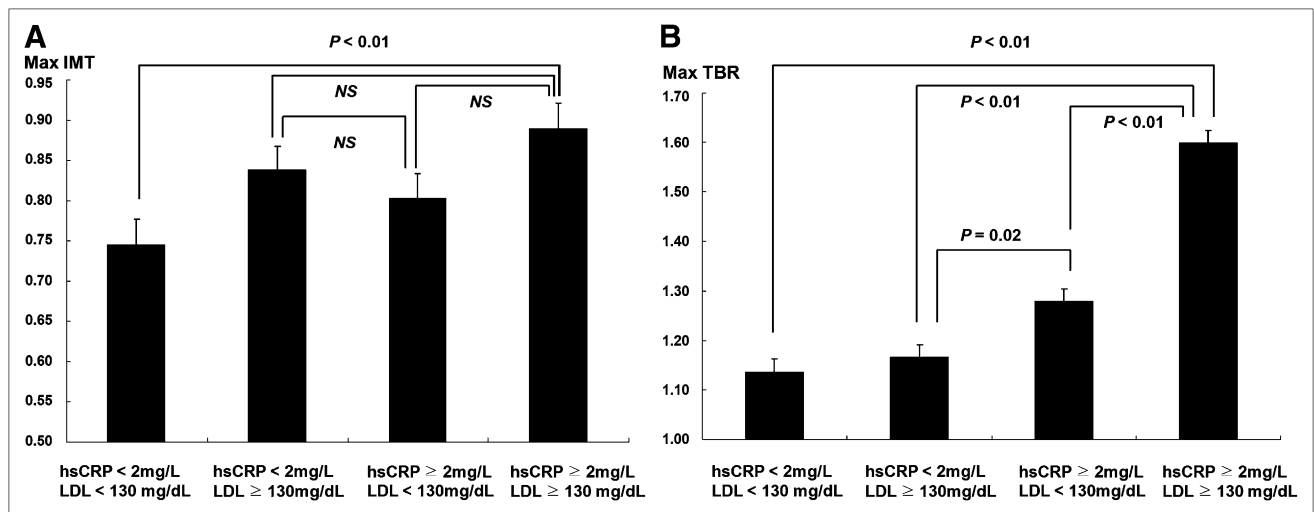 A
Max IMT
P < 0.01
NS
NS
NS
0.95
0.90
0.85
0.80
0.75
0.70
0.65
0.60
0.55
0.50
hsCRP < 2mg/L
LDL < 130 mg/dL
hsCRP < 2mg/L
LDL ≥ 130mg/dL
hsCRP ≥ 2mg/L
LDL < 130mg/dL
hsCRP ≥ 2mg/L
LDL ≥ 130 mg/dL
B
Max TBR
P < 0.01
P < 0.01
P < 0.01
P = 0.02
1.70
1.60
1.50
1.40
1.30
1.20
1.10
1.00
hsCRP < 2mg/L
LDL < 130 mg/dL
hsCRP < 2mg/L
LDL ≥ 130mg/dL
hsCRP ≥ 2mg/L
LDL < 130mg/dL
hsCRP ≥ 2mg/L
LDL ≥ 130 mg/dL